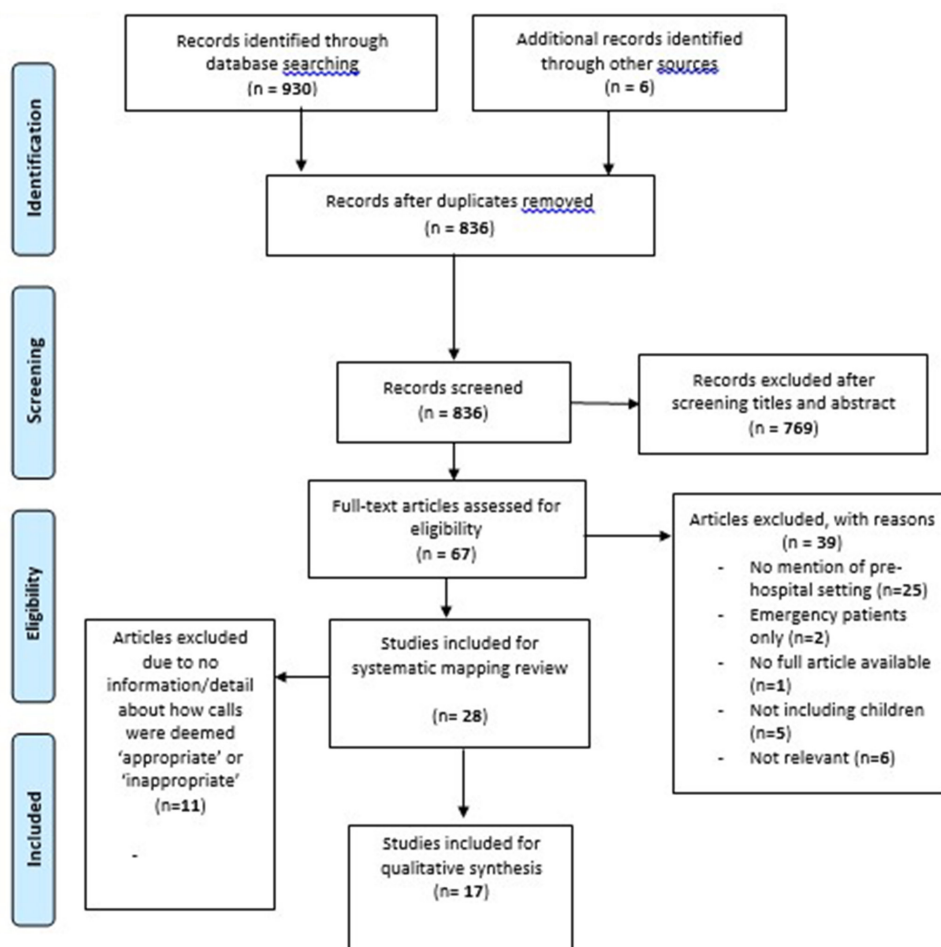 Records identified through
database searching
(n = 930)
Additional records identified
through other sources
(n = 6)
Identification
Records after duplicates removed
(n = 836)
Screening
Records screened
(n = 836)
Records excluded after
screening titles and abstract
(n = 769)
Eligibility
Full-text articles assessed for
eligibility
(n = 67)
Articles excluded, with reasons
(n = 39)
- No mention of pre-
hospital setting (n=25)
- Emergency patients
only (n=2)
- No full article available
(n=1)
- Not including children
(n=5)
- Not relevant (n=6)
Studies included for
systematic mapping review
(n= 28)
Articles excluded
due to no
information/detail
about how calls
were deemed
‘appropriate’ or
‘inappropriate’
(n=11)
-
Included
Studies included for
qualitative synthesis
(n= 17)